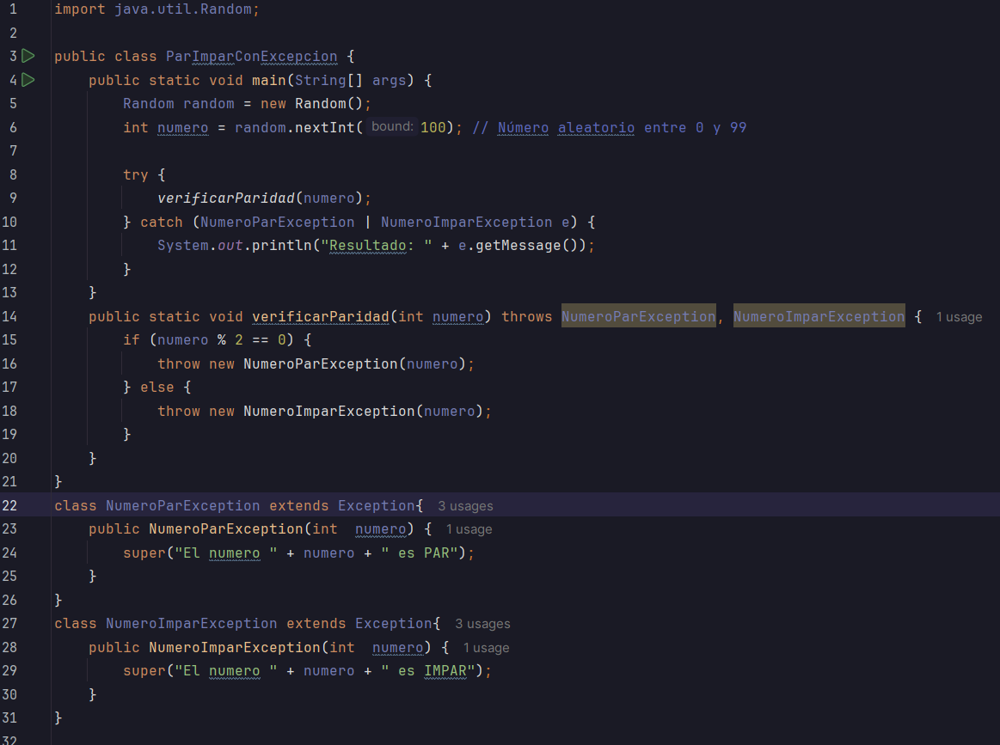 1 import java.util.Random;
2
3 public class ParImparConExcepcion {
4     public static void main(String[] args) {
5         Random random = new Random();
6         int numero = random.nextInt( bound: 100); // Número aleatorio entre 0 y 99
7
8         try {
9             verificarParidad(numero);
10         } catch (NumeroParException | NumeroImparException e) {
11             System.out.println("Resultado: " + e.getMessage());
12         }
13     }
14     public static void verificarParidad(int numero) throws NumeroParException, NumeroImparException { 1 usage
15         if (numero % 2 == 0) {
16             throw new NumeroParException(numero);
17         } else {
18             throw new NumeroImparException(numero);
19         }
20     }
21 }
22 class NumeroParException extends Exception{ 3 usages
23     public NumeroParException(int  numero) { 1 usage
24         super("El numero " + numero + " es PAR");
25     }
26 }
27 class NumeroImparException extends Exception{ 3 usages
28     public NumeroImparException(int  numero) { 1 usage
29         super("El numero " + numero + " es IMPAR");
30     }
31 }
32